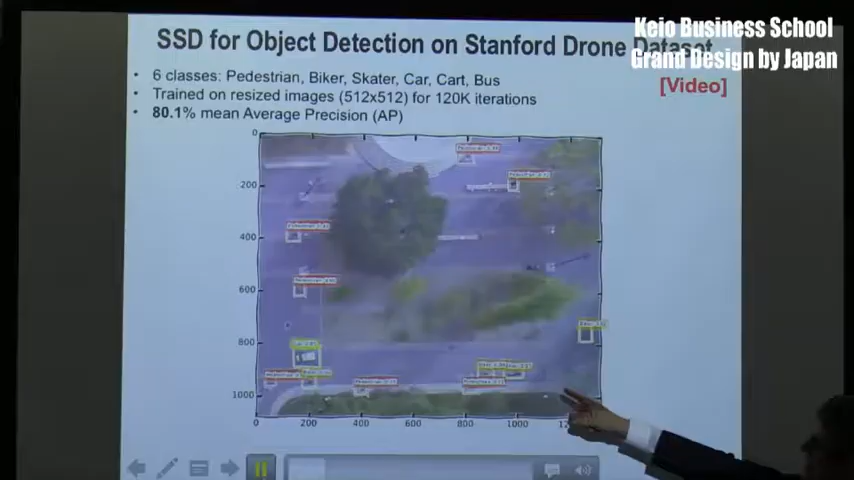 Keio Business School
Grand Design by Japan
SSD for Object Detection on Stanford Drone Dataset
[Video]
• 6 classes: Pedestrian, Biker, Skater, Car, Cart, Bus
• Trained on resized images (512x512) for 120K iterations
• 80.1% mean Average Precision (AP)
0
200
400
600
800
1000
0
200
400
600
800
1000